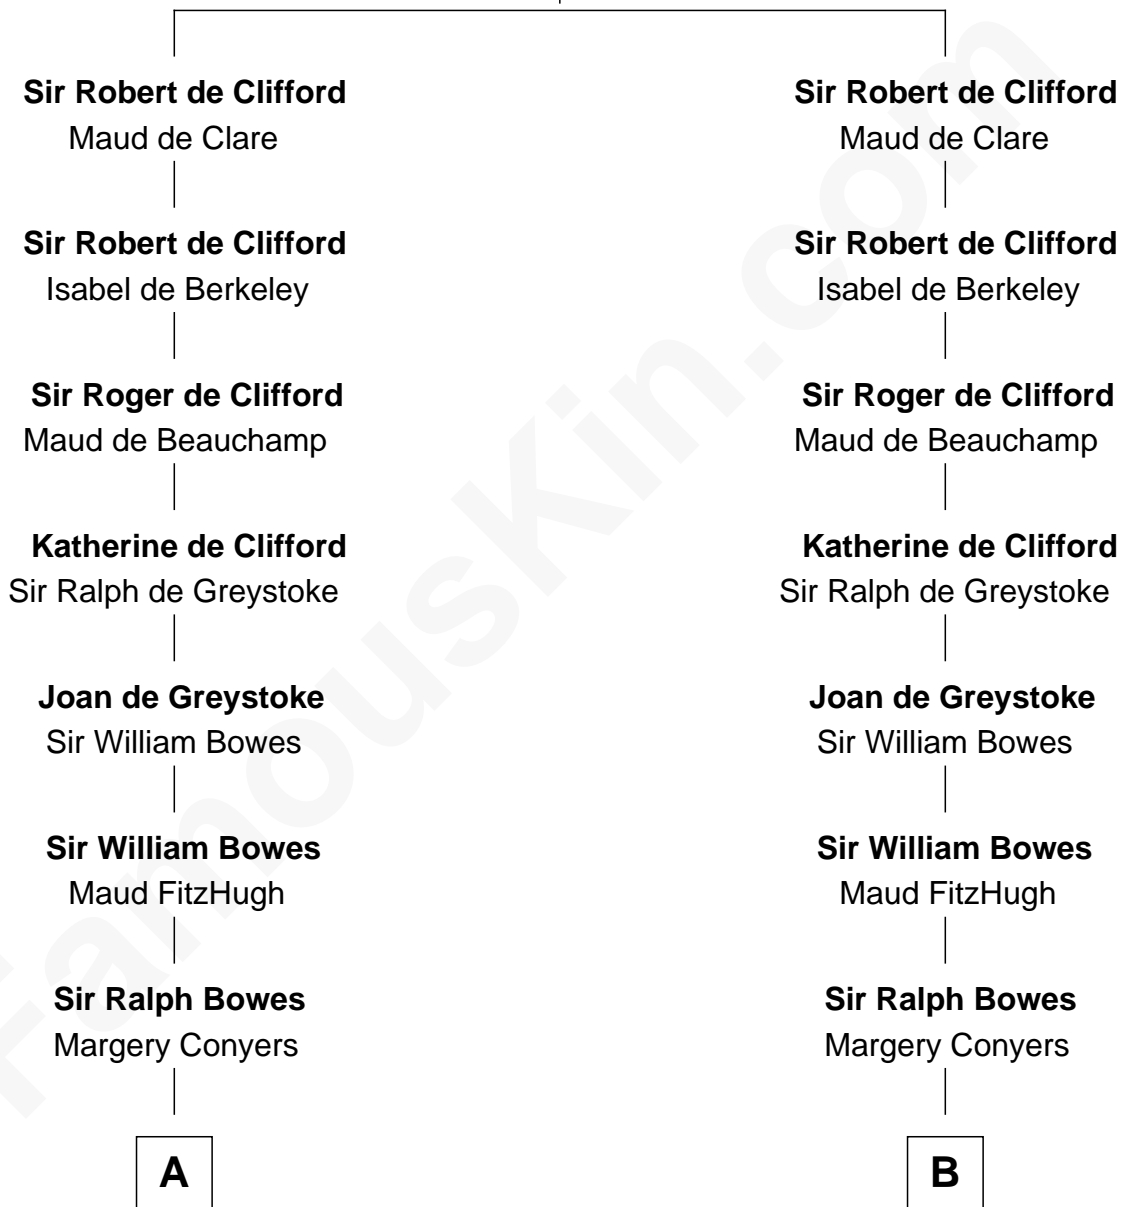 Sir Robert de Clifford
Maud de Clare
Sir Robert de Clifford
Isabel de Berkeley
Sir Roger de Clifford
Maud de Beauchamp
Katherine de Clifford
Sir Ralph de Greystoke
Joan de Greystoke
Sir William Bowes
Sir William Bowes
Maud FitzHugh
Sir Ralph Bowes
Margery Conyers
A
Sir Robert de Clifford
Maud de Clare
Sir Robert de Clifford
Isabel de Berkeley
Sir Roger de Clifford
Maud de Beauchamp
Katherine de Clifford
Sir Ralph de Greystoke
Joan de Greystoke
Sir William Bowes
Sir William Bowes
Maud FitzHugh
Sir Ralph Bowes
Margery Conyers
B
FamousKin.com